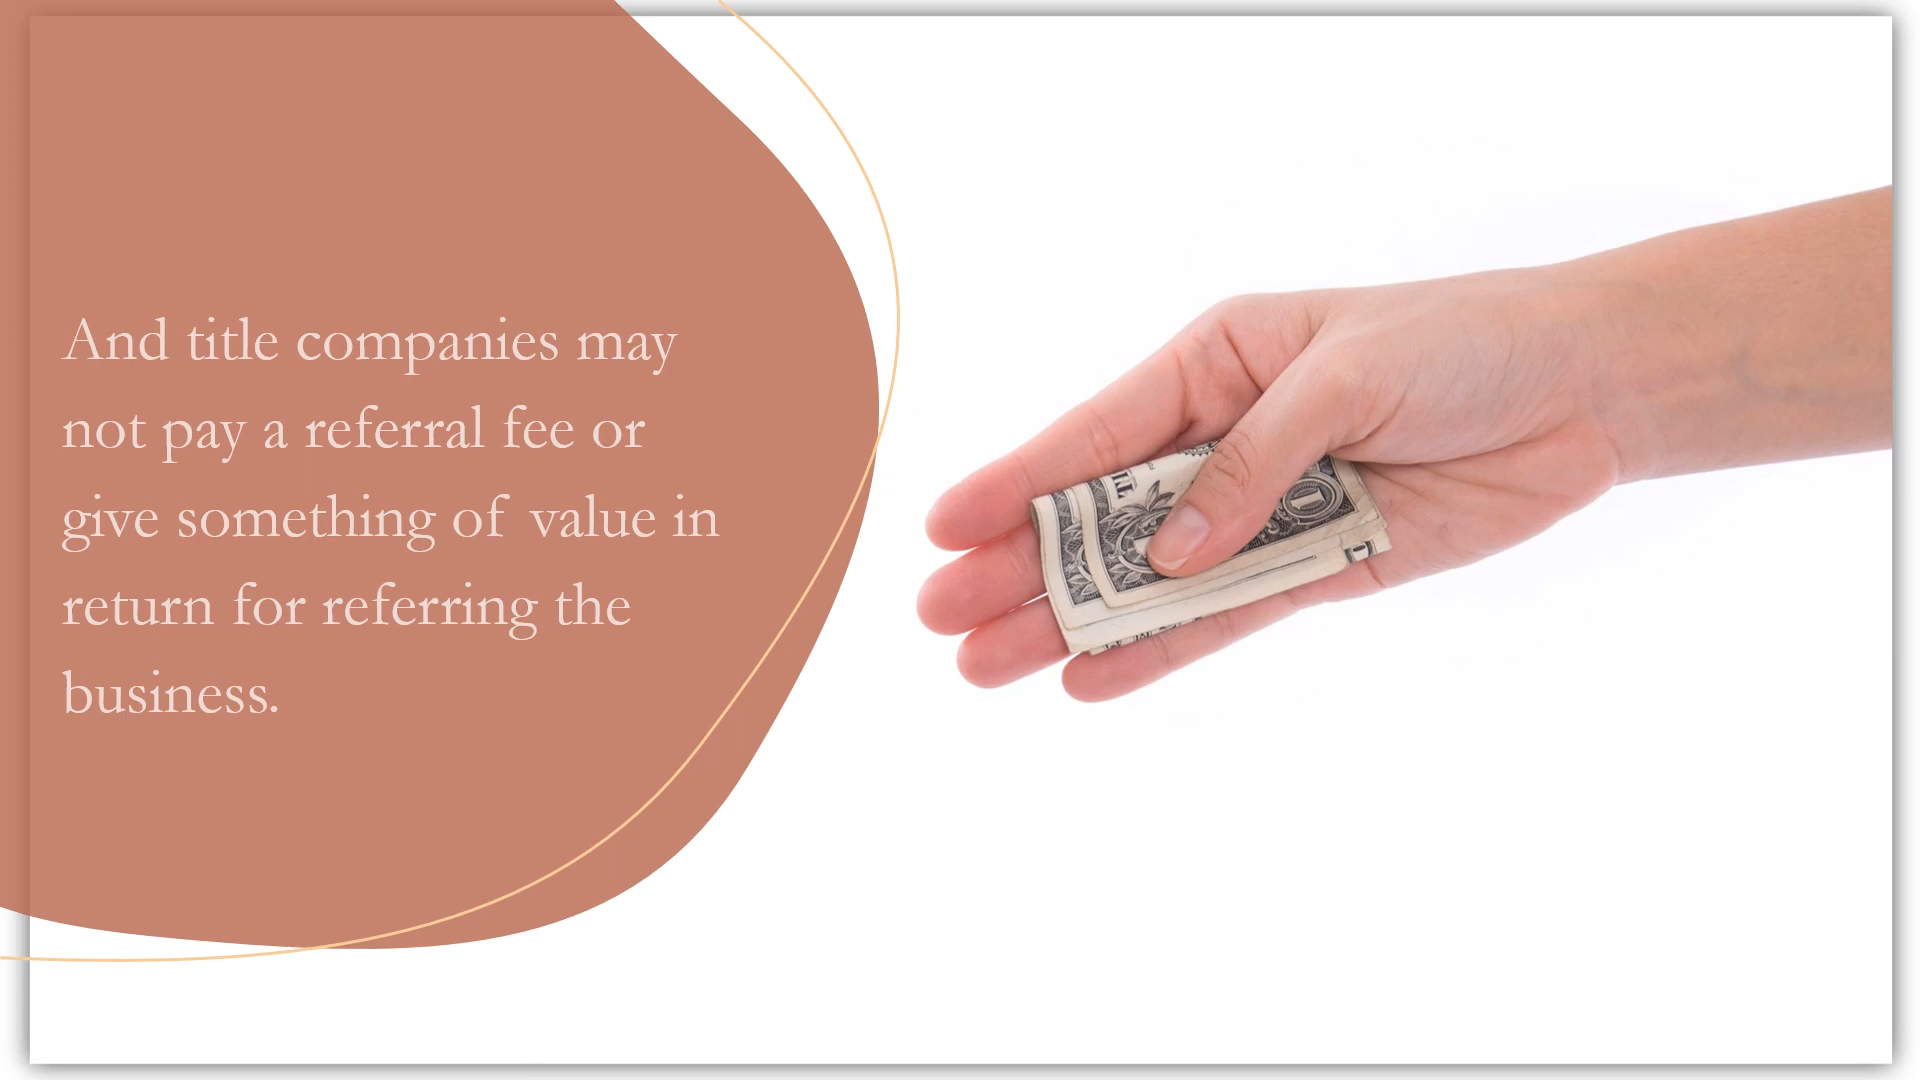 And title companies may
not pay a referral fee or
give something of value in
return for referring the
business.
1